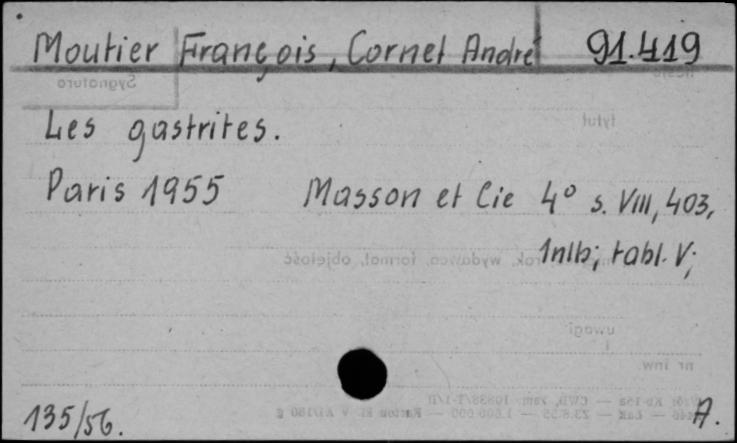 Moutier François, Cornet André 91.419
Les gastrites.
Paris 1955 Masson et Cie 4° s. VIII, 403,
1nlb; tabl. V;
135/56. A.